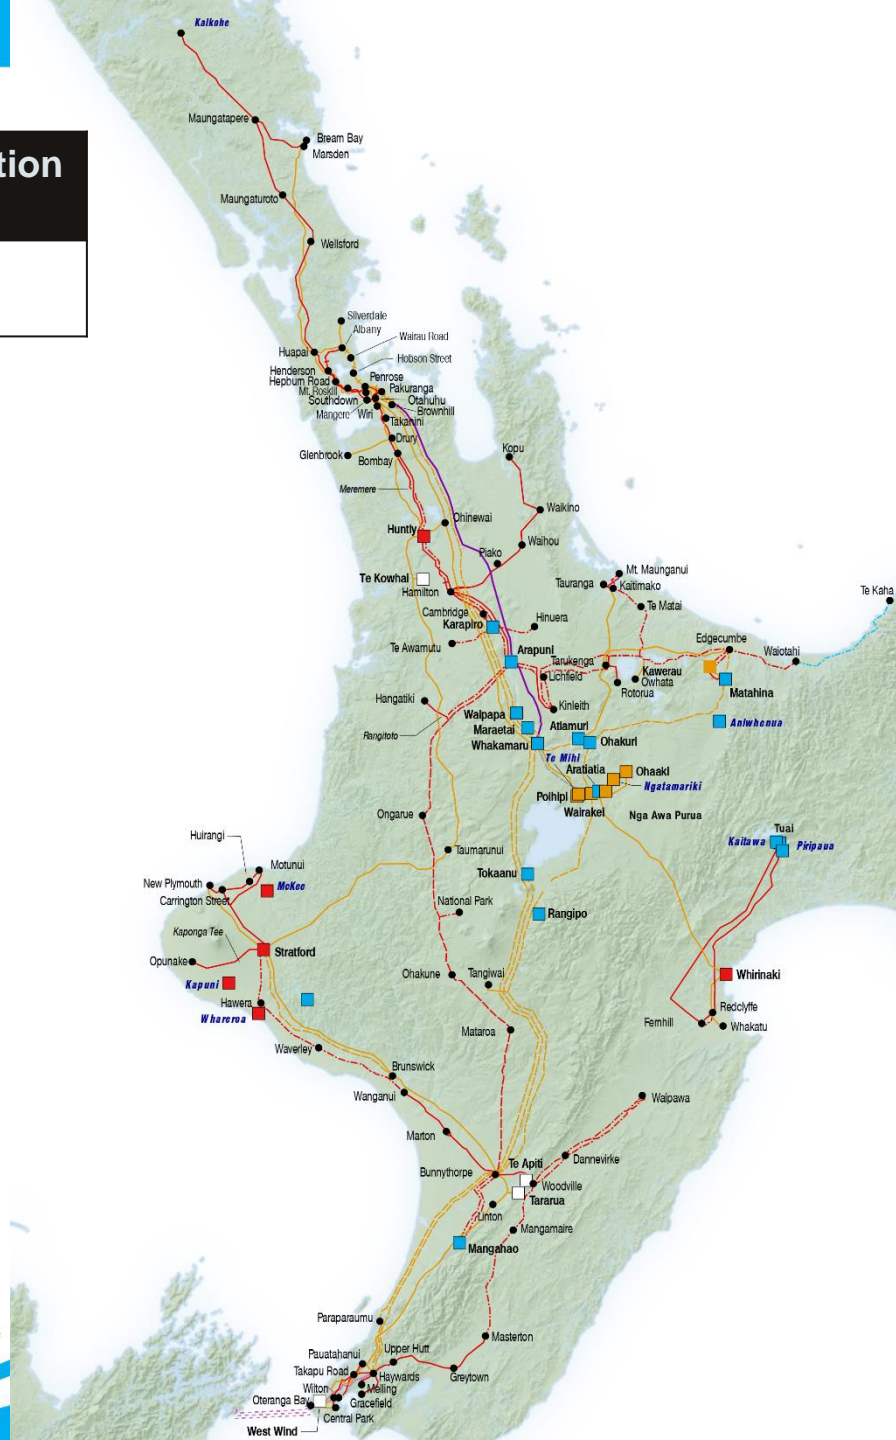 Kaikohe
Maungatapere
Bream Bay
Marsden
tion
Maungaturoto
Wellsford
Silverdale
Albany
Wairau Road
Huapai
Hobson Street
Henderson
Hepburn Road
Penrose
Mt. Roskill
Pakuranga
Southdown
Otahuhu
Mangere
Wiri
Brownhill
Takanini
Drury
Glenbrook
Bombay
Kopu
Meremere
Waikino
Ohinewai
Huntly
Waihou
Piako
Te Kowhai
Hamilton
Mt. Maunganui
Tauranga
Kaitimako
Te Kaha
Te Matai
Cambridge
Karapiro
Hinuera
Te Awamutu
Edgecumbe
Waiotahi
Arapuni
Tarukenga
Kawerau
Lichfield
Owhata
Rotorua
Matahina
Hangatiki
Kinleith
Waipapa
Rangitoto
Maraetai
Atiamuri
Aniwhenua
Whakamaru
Ohakuri
Te Mihi
Aratiatia
Ohaaki
Ngatamariki
Poihipi
Wairakei
Nga Awa Purua
Ongarue
Tuai
Huirangi
Kaitawa
Piripaua
Taumarunui
Motunui
New Plymouth
McKee
Tokaanu
Carrington Street
National Park
Rangipo
Kaponga Tee
Stratford
Opunake
Ohakune
Tangiwai
Whirinaki
Kapuni
Hawera
Whareroa
Redclyffe
Fernhill
Whakatu
Mataroa
Waverley
Brunswick
Wanganui
Waipawa
Marton
Te Apiti
Dannevirke
Bunnythorpe
Woodville
Tararua
Linton
Mangamaire
Mangahao
Paraparaumu
Masterton
Pauatahanui
Upper Hutt
Takapu Road
Haywards
Greytown
Wilton
Melling
Oteranga Bay
Gracefield
Central Park
West Wind